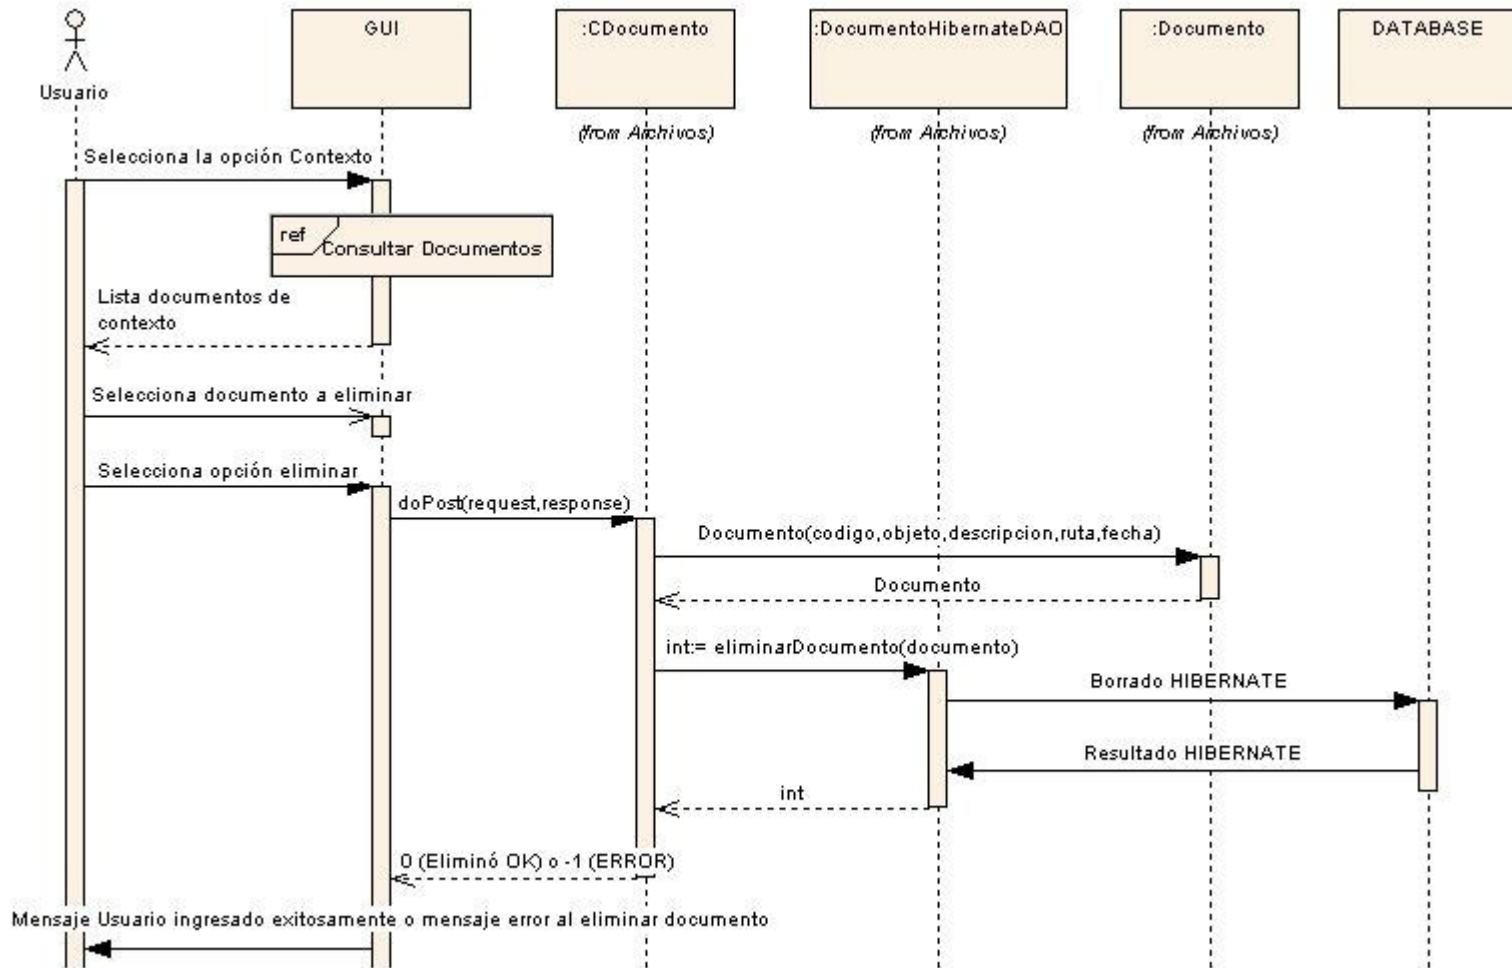 Usuario
GUI
:CDocumento
:DocumentoHibernateDAO
:Documento
DATABASE
(from Archivos)
(from Archivos)
(from Archivos)
Selecciona la opción Contexto
ref
Consultar Documentos
Lista documentos de
contexto
Selecciona documento a eliminar
Selecciona opción eliminar
doPost(request,response)
Documento(codigo,objeto,descripcion,ruta,fecha)
Documento
int:= eliminarDocumento(documento)
Borrado HIBERNATE
Resultado HIBERNATE
int
0 (Eliminó OK) o -1 (ERROR)
Mensaje Usuario ingresado exitosamente o mensaje error al eliminar documento